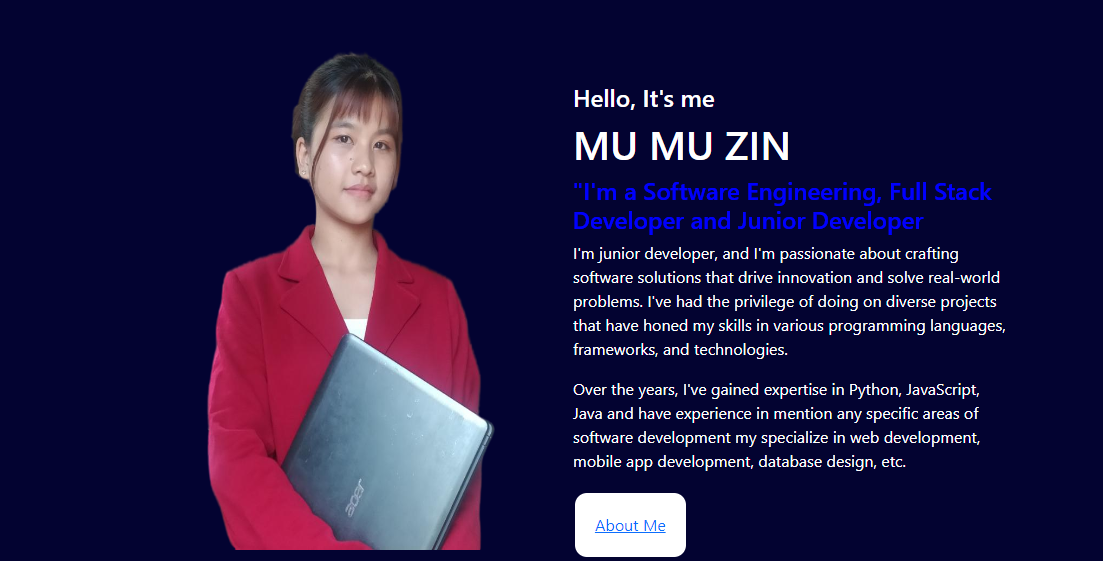 Hello, It's me
MU MU ZIN
"I'm a Software Engineering, Full Stack
Developer and Junior Developer
I'm junior developer, and I'm passionate about crafting
software solutions that drive innovation and solve real-world
problems. I've had the privilege of doing on diverse projects
that have honed my skills in various programming languages,
frameworks, and technologies.
Over the years, I've gained expertise in Python, JavaScript,
Java and have experience in mention any specific areas of
software development my specialize in web development,
mobile app development, database design, etc.
About Me
acer